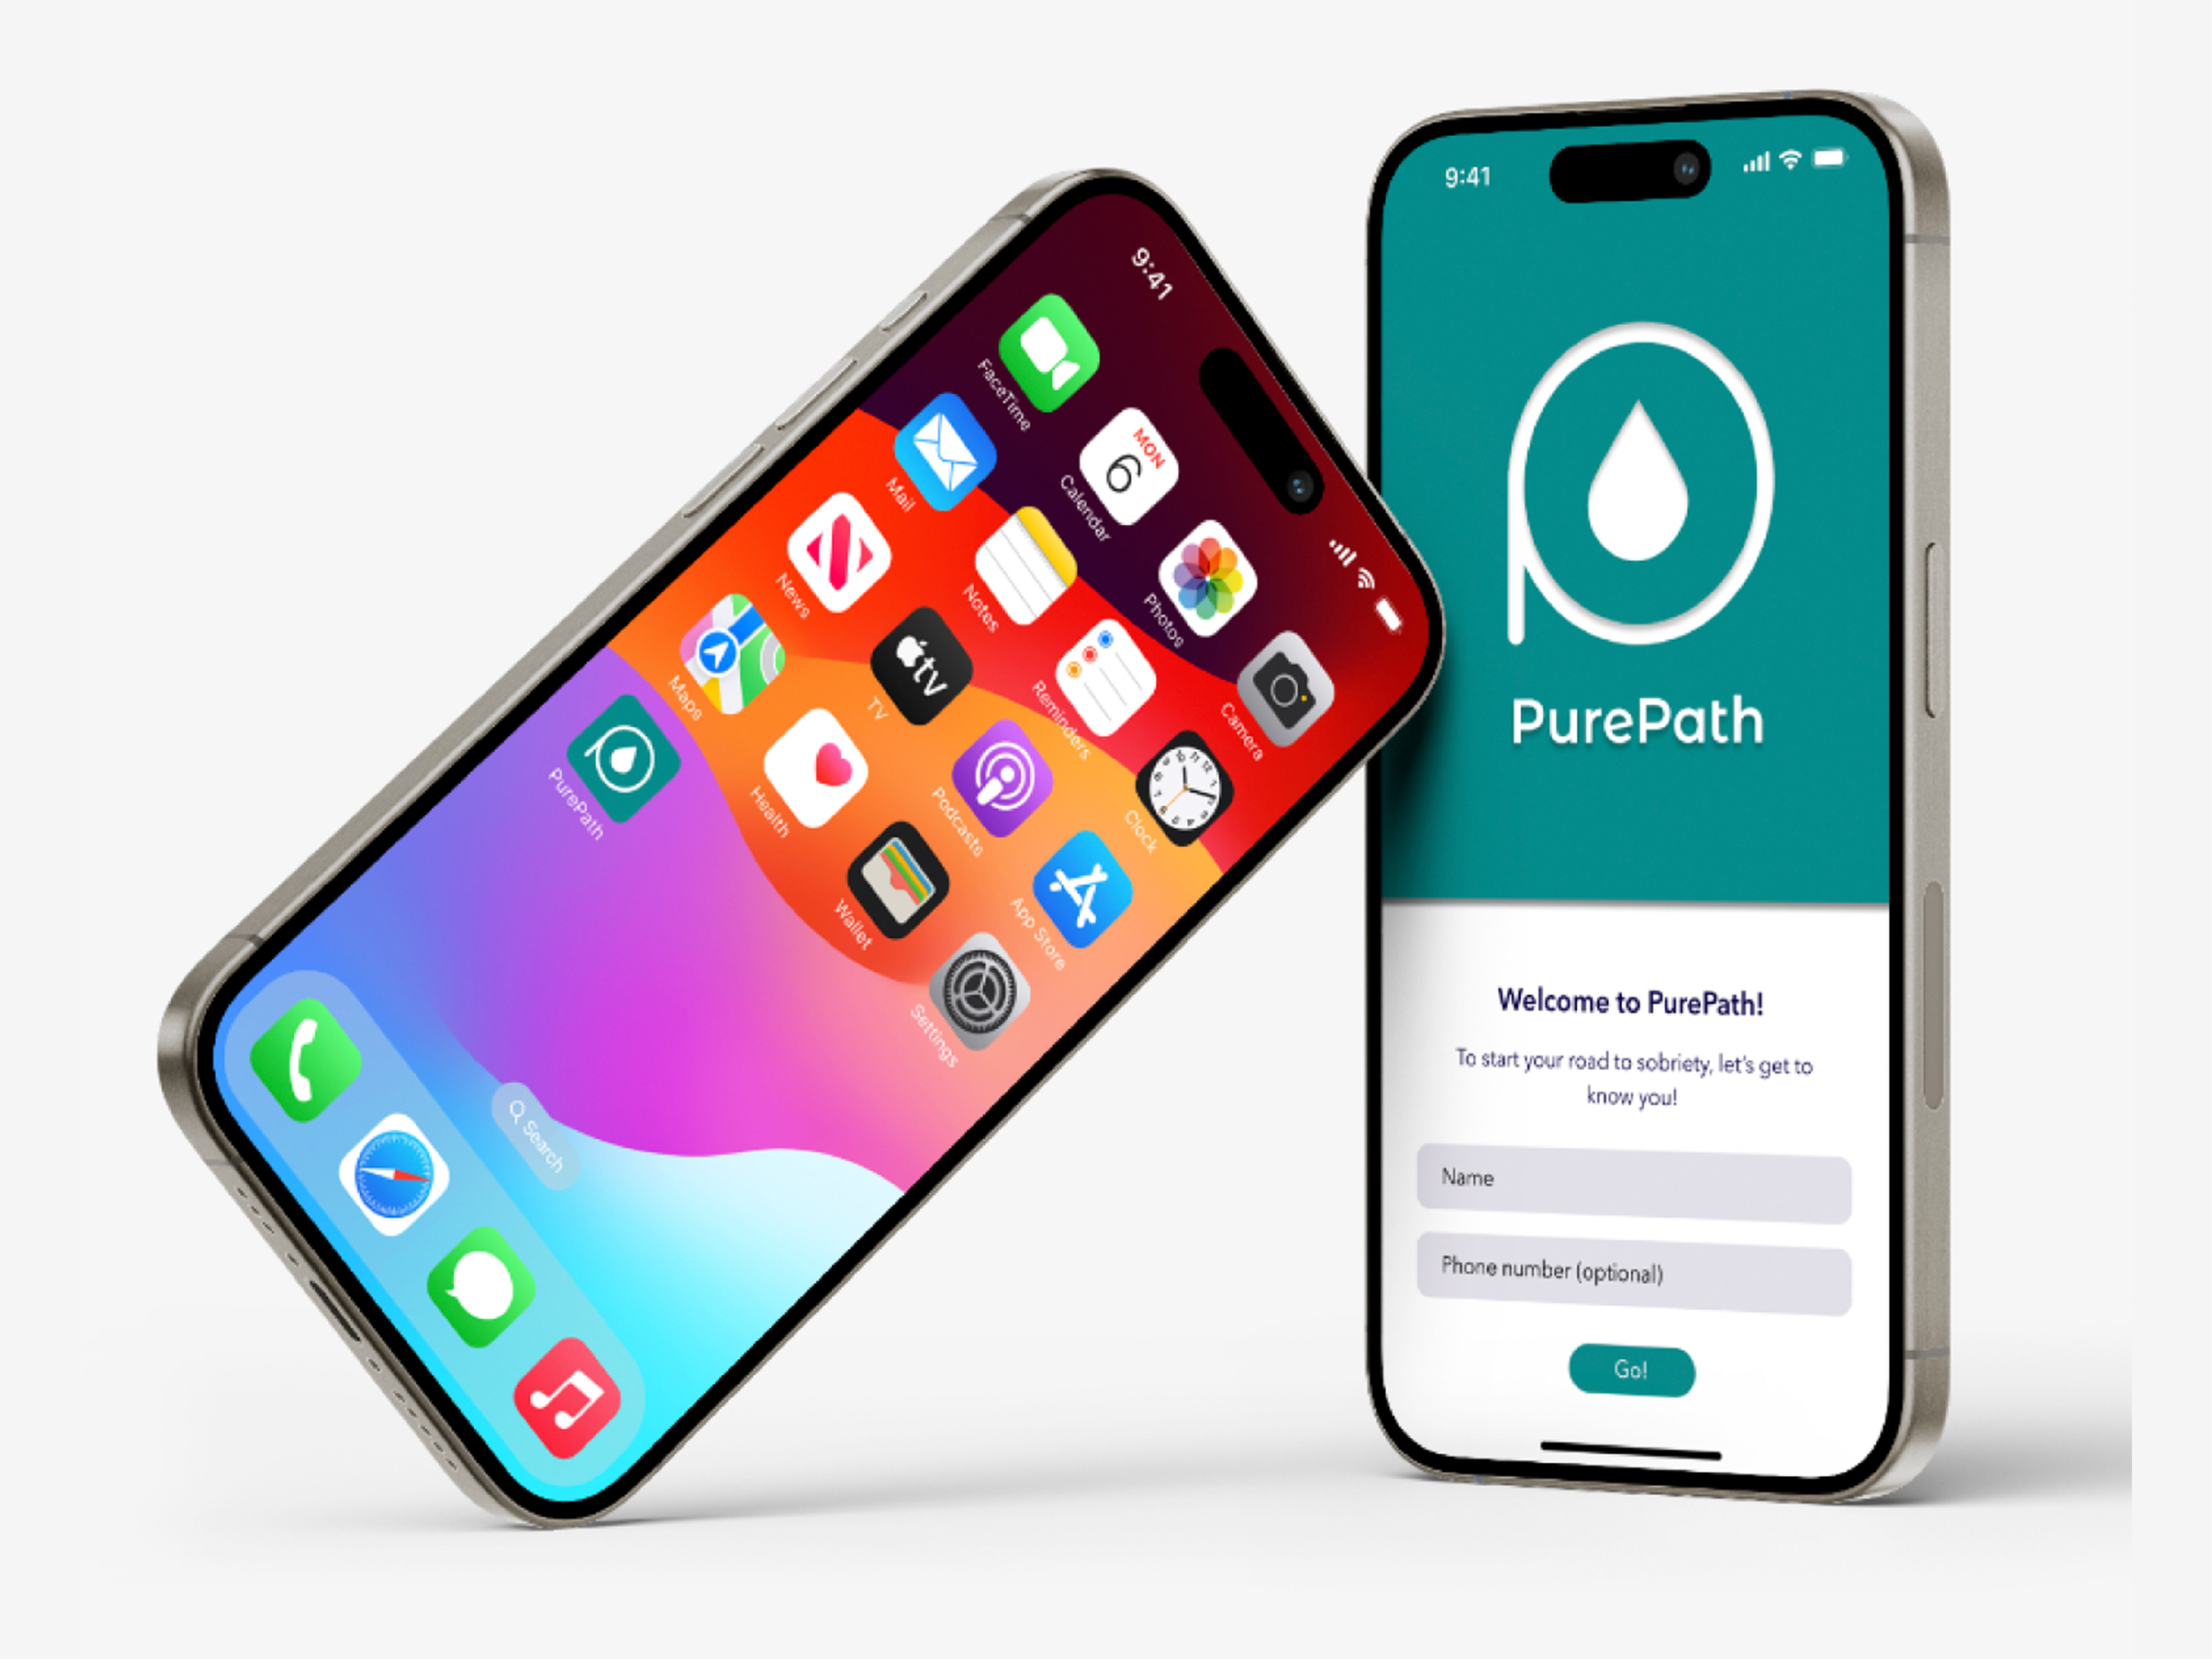 9:41
FaceTime
MON
6
Calendar
Photos
Camera
Mail
Notes
Reminders
Clock
News
tv
TV
Podcasts
App Store
Maps
Health
Wallet
Settings
PurePath
Search
9:41
PurePath
Welcome to PurePath!
To start your road to sobriety, let's get to
know you!
Name
Phone number (optional)
Go!